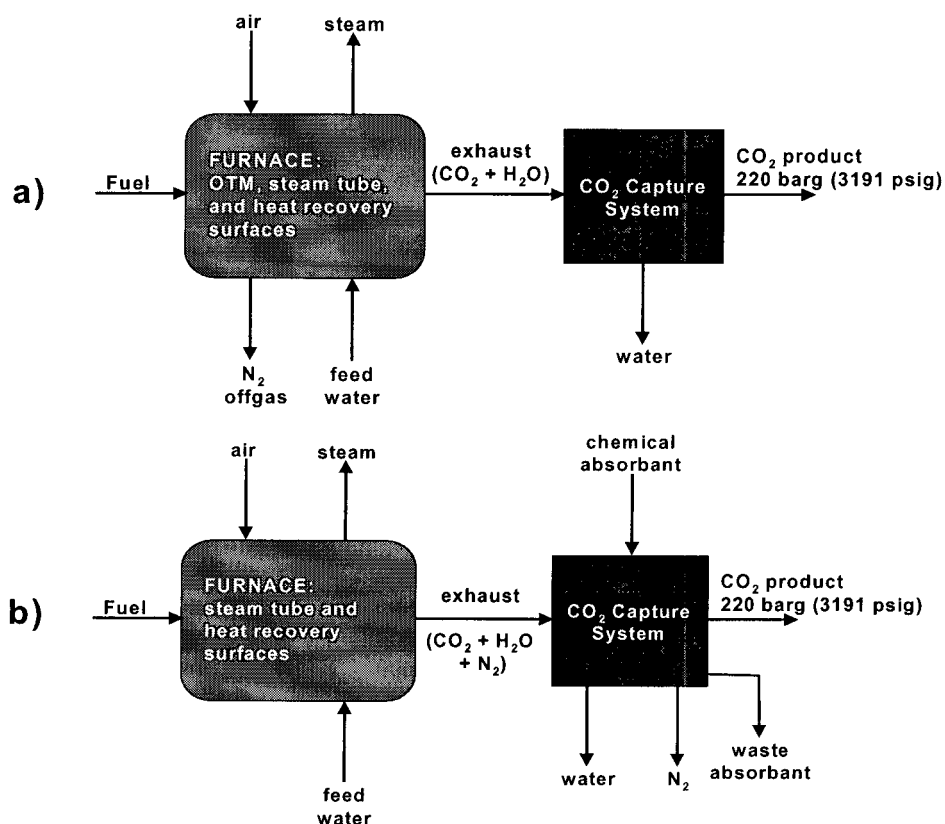 air
steam
a)
Fuel
FURNACE:
OTM, steam tube,
and heat recovery
surfaces
exhaust
(CO₂ + H₂O)
CO₂ Capture
System
CO₂ product
220 barg (3191 psig)
N₂
offgas
feed
water
water
air
steam
chemical
absorbant
b)
Fuel
FURNACE:
steam tube and
heat recovery
surfaces
exhaust
(CO₂ + H₂O
+ N₂)
CO₂ Capture
System
CO₂ product
220 barg (3191 psig)
feed
water
water
N₂
waste
absorbant